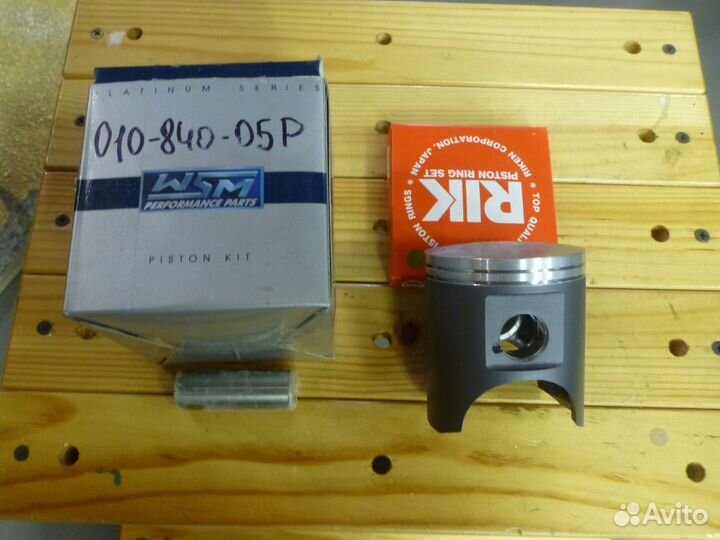 PLATINUM SERIES
010-840-05P
WSM
PERFORMANCE PARTS
PISTON KIT
RIK
PISTON RING SET
RIKEN CORPORATION, JAPAN
* TOP QUAL
PISTON RINGS *
Avito